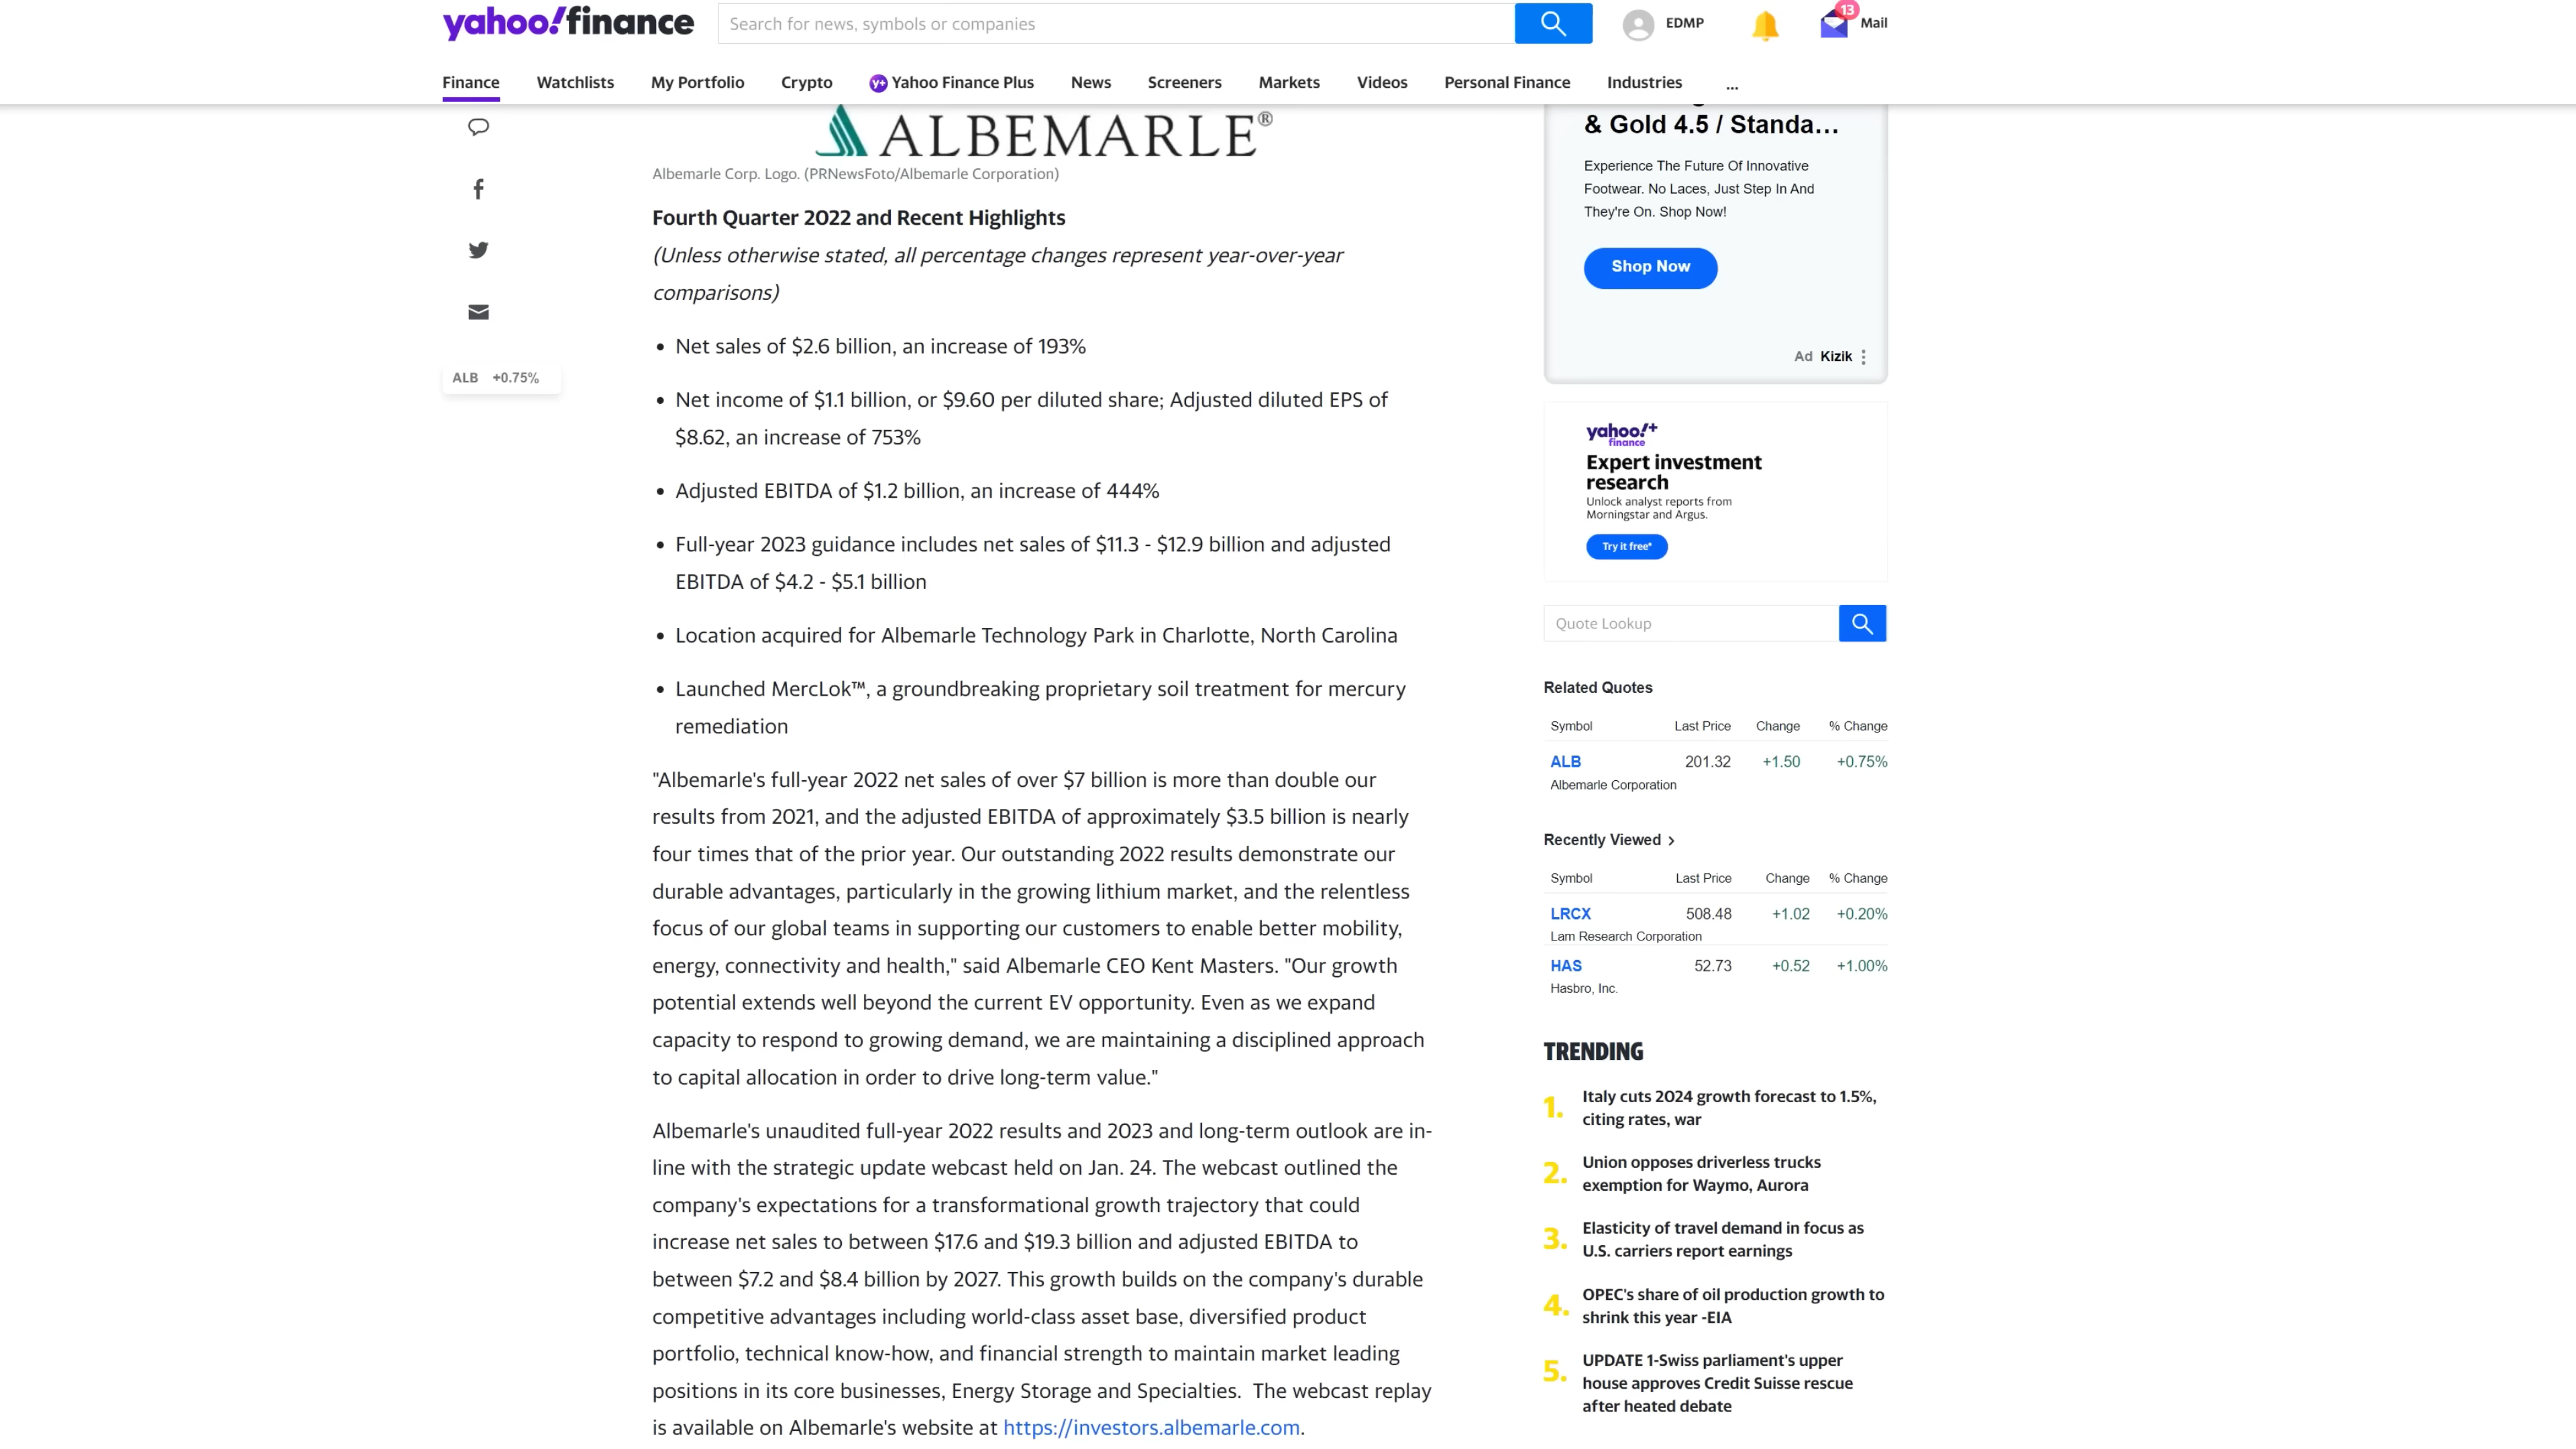 yahoo!finance
Search for news, symbols or companies
EDMP
13
Mail
Finance Watchlists My Portfolio Crypto y+ Yahoo Finance Plus News Screeners Markets Videos Personal Finance Industries ...
ALB +0.75%
ALBEMARLE®
Albemarle Corp. Logo. (PRNewsFoto/Albemarle Corporation)
Fourth Quarter 2022 and Recent Highlights
(Unless otherwise stated, all percentage changes represent year-over-year
comparisons)
• Net sales of $2.6 billion, an increase of 193%
• Net income of $1.1 billion, or $9.60 per diluted share; Adjusted diluted EPS of
$8.62, an increase of 753%
• Adjusted EBITDA of $1.2 billion, an increase of 444%
• Full-year 2023 guidance includes net sales of $11.3 - $12.9 billion and adjusted
EBITDA of $4.2 - $5.1 billion
• Location acquired for Albemarle Technology Park in Charlotte, North Carolina
• Launched MercLok™, a groundbreaking proprietary soil treatment for mercury
remediation
"Albemarle's full-year 2022 net sales of over $7 billion is more than double our
results from 2021, and the adjusted EBITDA of approximately $3.5 billion is nearly
four times that of the prior year. Our outstanding 2022 results demonstrate our
durable advantages, particularly in the growing lithium market, and the relentless
focus of our global teams in supporting our customers to enable better mobility,
energy, connectivity and health," said Albemarle CEO Kent Masters. "Our growth
potential extends well beyond the current EV opportunity. Even as we expand
capacity to respond to growing demand, we are maintaining a disciplined approach
to capital allocation in order to drive long-term value."
Albemarle's unaudited full-year 2022 results and 2023 and long-term outlook are in-
line with the strategic update webcast held on Jan. 24. The webcast outlined the
company's expectations for a transformational growth trajectory that could
increase net sales to between $17.6 and $19.3 billion and adjusted EBITDA to
between $7.2 and $8.4 billion by 2027. This growth builds on the company's durable
competitive advantages including world-class asset base, diversified product
portfolio, technical know-how, and financial strength to maintain market leading
positions in its core businesses, Energy Storage and Specialties. The webcast replay
is available on Albemarle's website at https://investors.albemarle.com.
& Gold 4.5 / Standa...
Experience The Future Of Innovative
Footwear. No Laces, Just Step In And
They're On. Shop Now!
Shop Now
Ad Kizik
yahoo!+
finance
Expert investment
research
Unlock analyst reports from
Morningstar and Argus.
Try it free*
Quote Lookup
Related Quotes
Symbol Last Price Change % Change
ALB 201.32 +1.50 +0.75%
Albemarle Corporation
Recently Viewed >
Symbol Last Price Change % Change
LRCX 508.48 +1.02 +0.20%
Lam Research Corporation
HAS 52.73 +0.52 +1.00%
Hasbro, Inc.
TRENDING
1. Italy cuts 2024 growth forecast to 1.5%,
citing rates, war
2. Union opposes driverless trucks
exemption for Waymo, Aurora
3. Elasticity of travel demand in focus as
U.S. carriers report earnings
4. OPEC's share of oil production growth to
shrink this year -EIA
5. UPDATE 1-Swiss parliament's upper
house approves Credit Suisse rescue
after heated debate